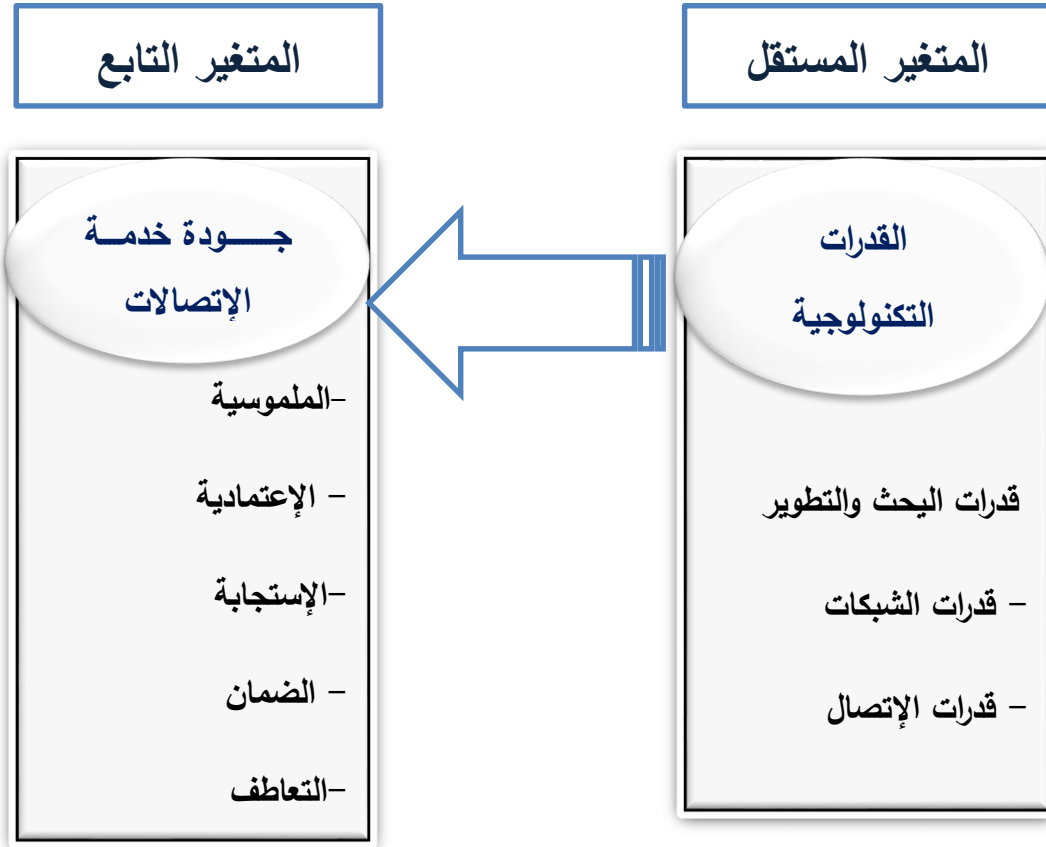 المتغير المستقل
القدرات
التكنولوجية
قدرات اليحث والتطوير
- قدرات الشبكات
- قدرات الإتصال
المتغير التابع
جـــــودة خدمـــة
الإتصالات
-الملموسية
- الإعتمادية
-الإستجابة
- الضمان
-التعاطف